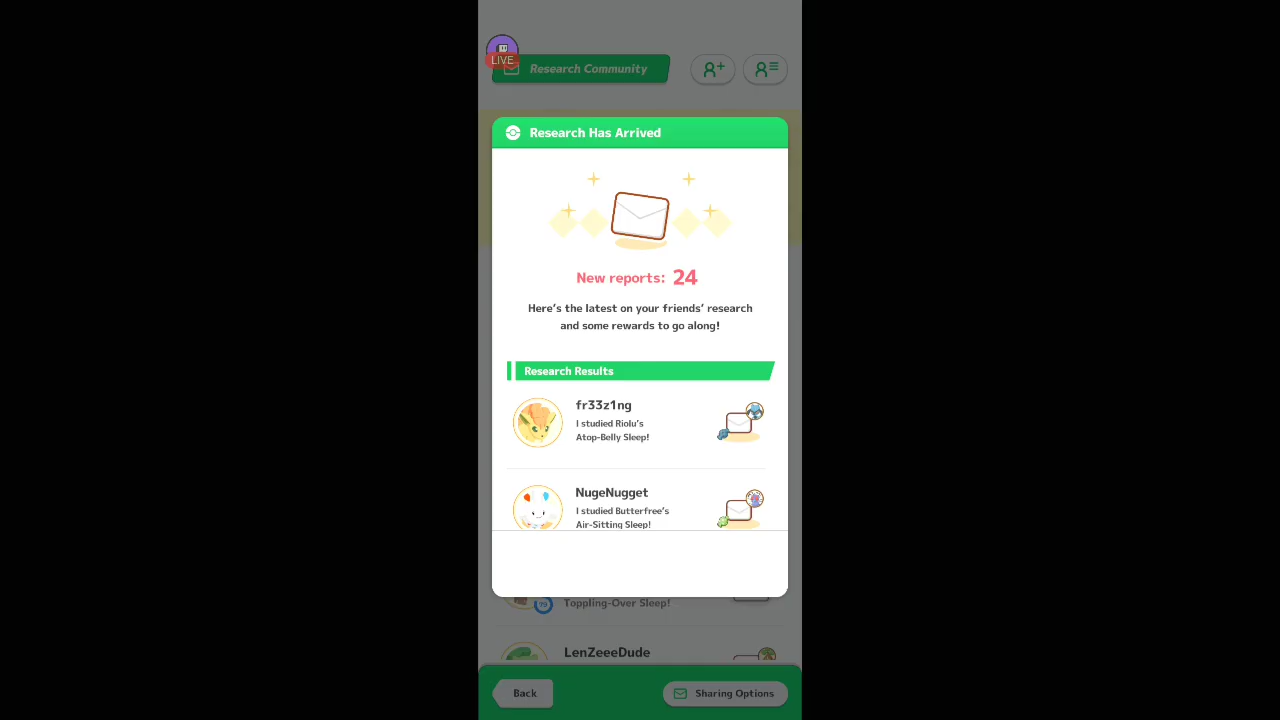 LIVE
Research Community
Research Has Arrived
New reports: 24
Here's the latest on your friends' research
and some rewards to go along!
Research Results
fr33z1ng
I studied Riolu's
Atop-Belly Sleep!
NugeNugget
I studied Butterfree's
Air-Sitting Sleep!
Toppling-Over Sleep!
LenZeeeDude
Back
Sharing Options